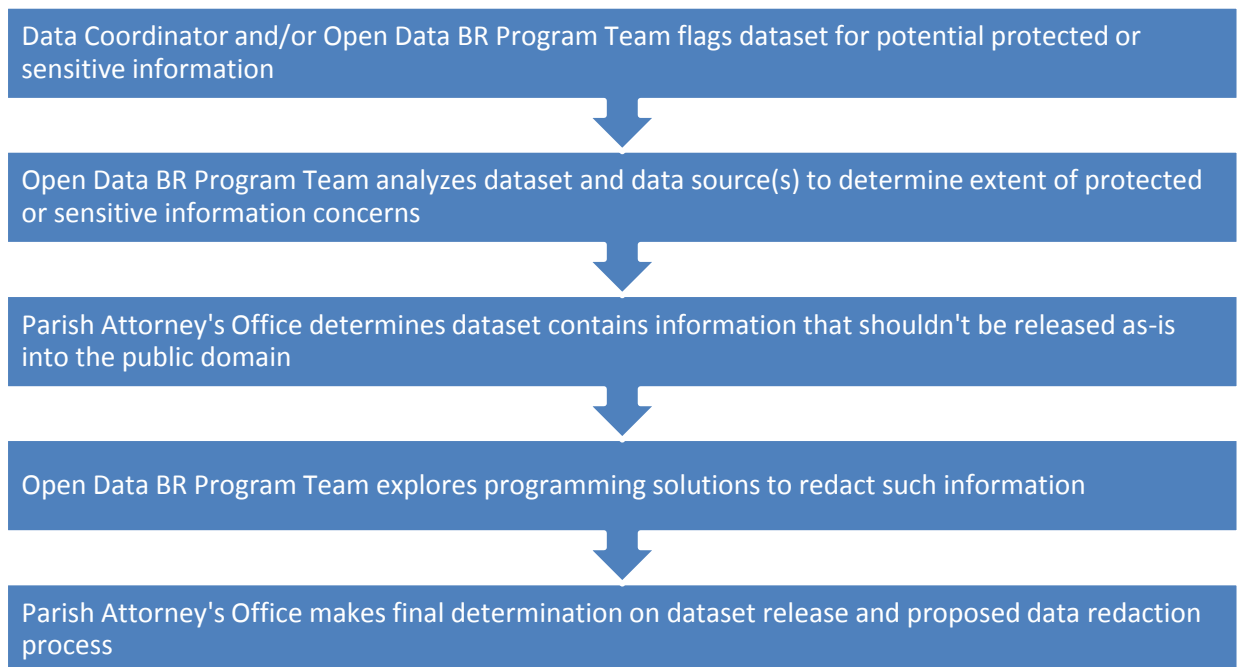 Data Coordinator and/or Open Data BR Program Team flags dataset for potential protected or
sensitive information
Open Data BR Program Team analyzes dataset and data source(s) to determine extent of protected
or sensitive information concerns
Parish Attorney's Office determines dataset contains information that shouldn't be released as-is
into the public domain
Open Data BR Program Team explores programming solutions to redact such information
Parish Attorney's Office makes final determination on dataset release and proposed data redaction
process